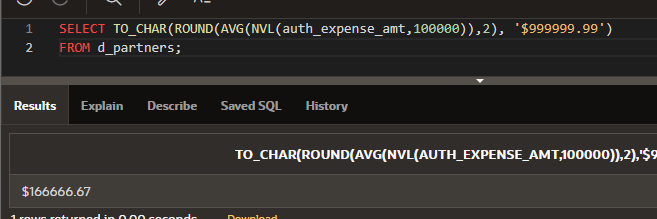 1 SELECT TO_CHAR(ROUND(AVG(NVL(auth_expense_amt,100000)),2), '$999999.99')
2 FROM d_partners;
Results Explain Describe Saved SQL History
TO_CHAR(ROUND(AVG(NVL(AUTH_EXPENSE_AMT,100000)),2),'$9
$166666.67
1 rows returned in 0.00 seconds Download